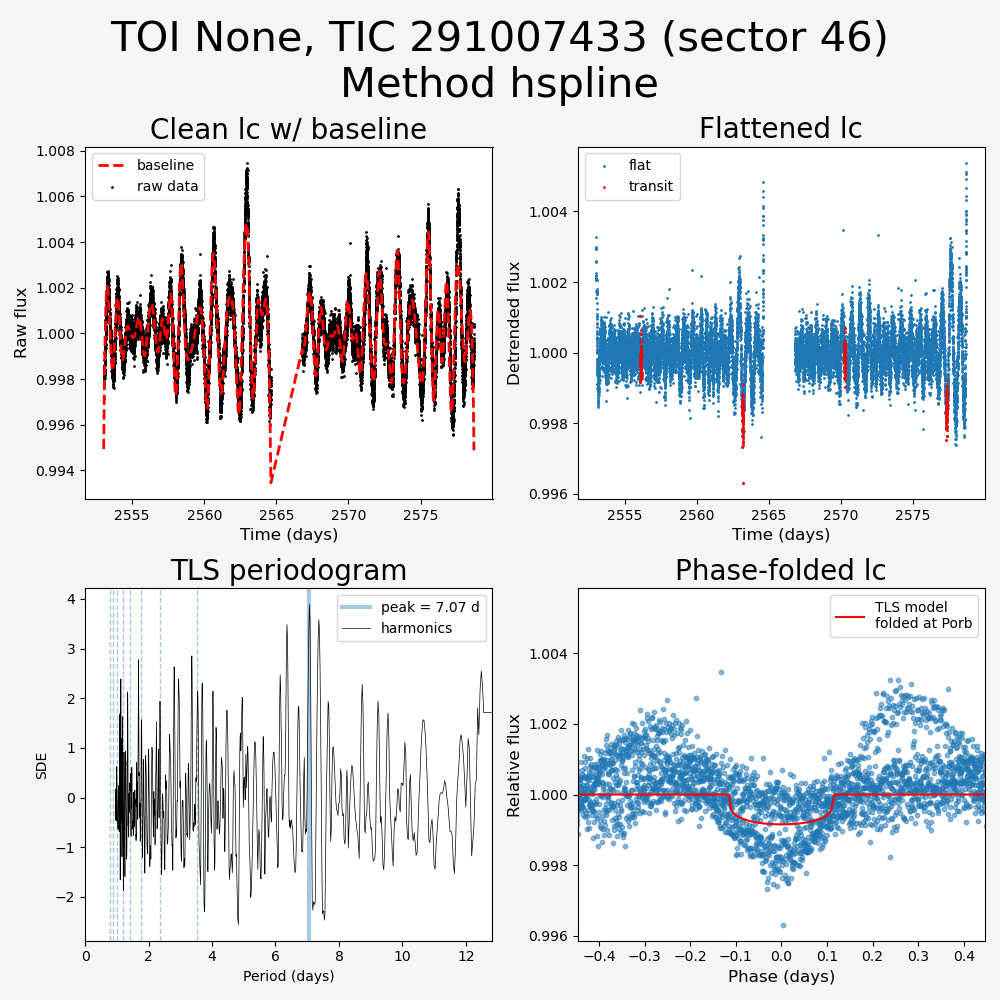 TOI None, TIC 291007433 (sector 46)
Method hspline
Clean lc w/ baseline
baseline
raw data
Raw flux
1.008
1.006
1.004
1.002
1.000
0.998
0.996
0.994
2555
2560
2565
2570
2575
Time (days)
Flattened lc
flat
transit
Detrended flux
1.004
1.002
1.000
0.998
0.996
2555
2560
2565
2570
2575
Time (days)
TLS periodogram
peak = 7.07 d
harmonics
SDE
4
3
2
1
0
−1
−2
0
2
4
6
8
10
12
Period (days)
Phase-folded lc
TLS model
folded at Porb
Relative flux
1.004
1.002
1.000
0.998
0.996
−0.4
−0.3
−0.2
−0.1
0.0
0.1
0.2
0.3
0.4
Phase (days)